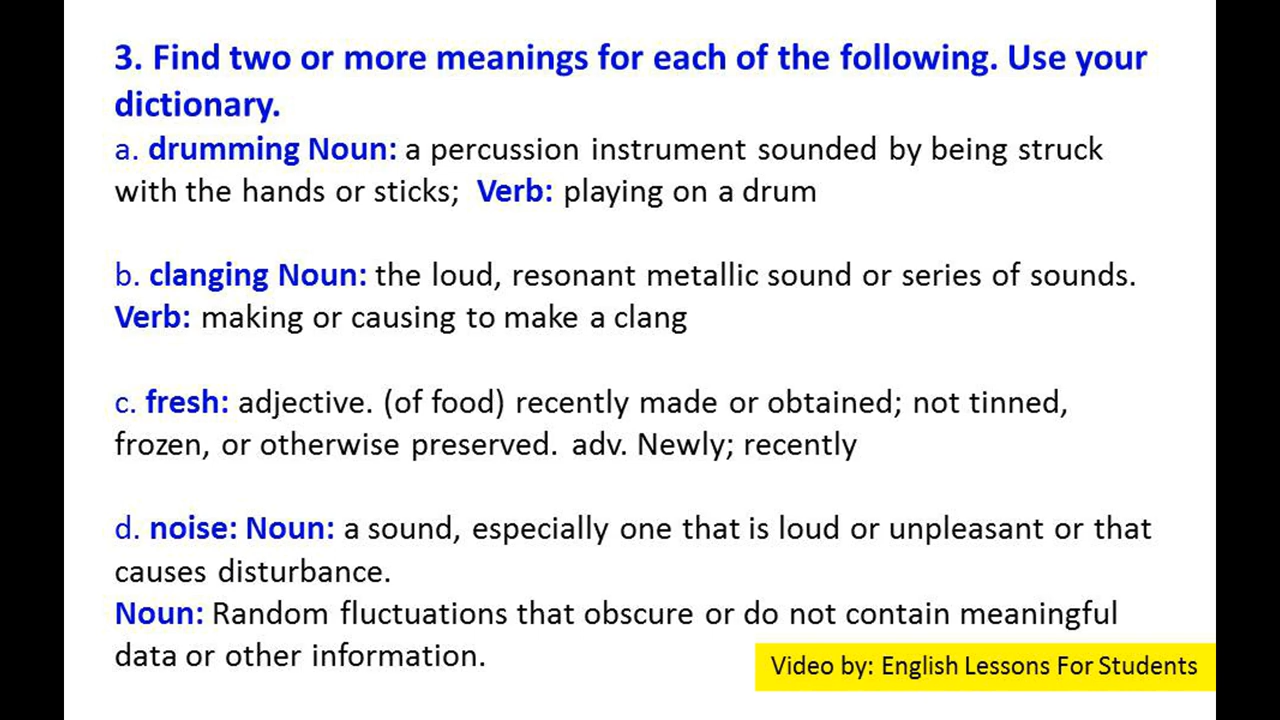 3. Find two or more meanings for each of the following. Use your
dictionary.
a. drumming Noun: a percussion instrument sounded by being struck
with the hands or sticks; Verb: playing on a drum
b. clanging Noun: the loud, resonant metallic sound or series of sounds.
Verb: making or causing to make a clang
c. fresh: adjective. (of food) recently made or obtained; not tinned,
frozen, or otherwise preserved. adv. Newly; recently
d. noise: Noun: a sound, especially one that is loud or unpleasant or that
causes disturbance.
Noun: Random fluctuations that obscure or do not contain meaningful
data or other information.
Video by: English Lessons For Students